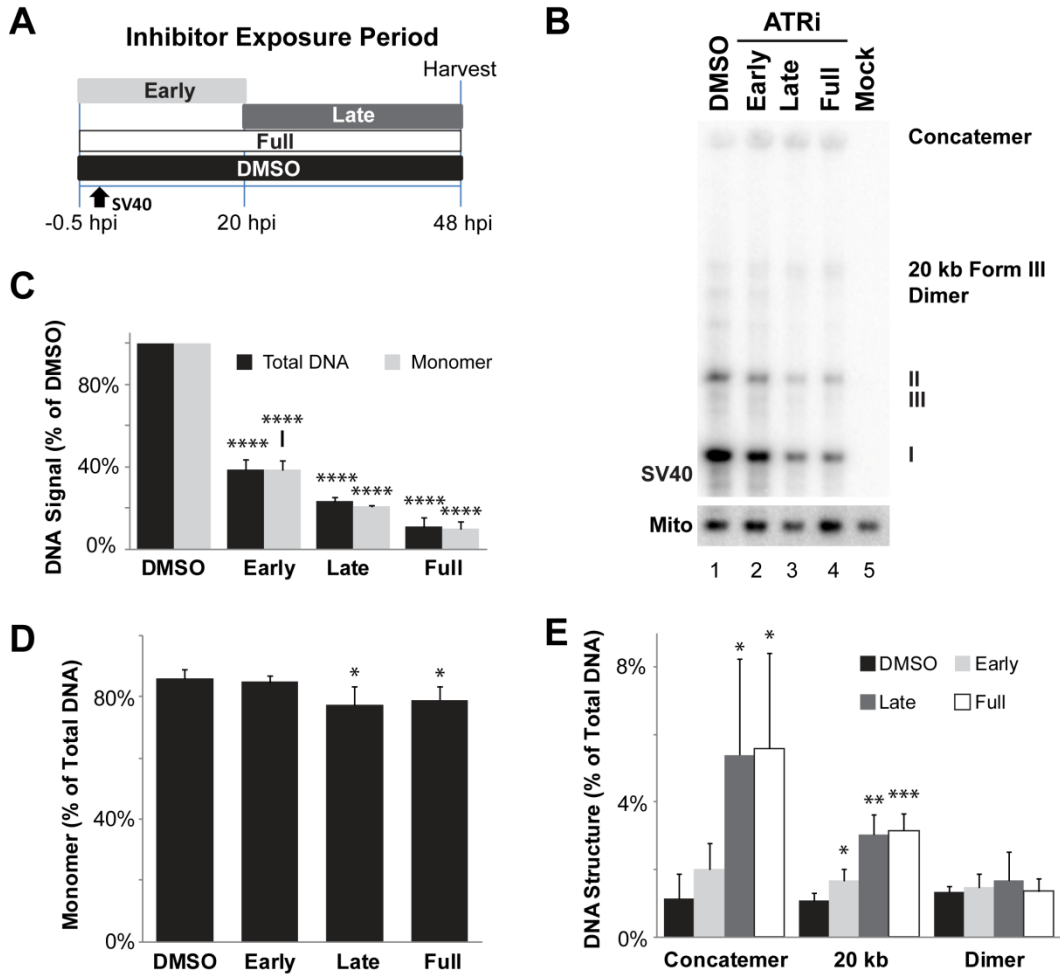 A
Inhibitor Exposure Period
Harvest
Early
Late
Full
DMSO
SV40
-0.5 hpi
20 hpi
48 hpi
B
ATRi
DMSO
Early
Late
Full
Mock
Concatemer
20 kb Form III
Dimer
II
III
I
SV40
Mito
1 2 3 4 5
C
DNA Signal (% of DMSO)
80%
40%
0%
Total DNA
Monomer
****
****
****
****
****
****
DMSO Early Late Full
D
Monomer (% of Total DNA)
80%
40%
0%
*
*
DMSO Early Late Full
E
DNA Structure (% of Total DNA)
8%
4%
0%
DMSO
Early
Late
Full
*
*
*
**
***
Concatemer 20 kb Dimer